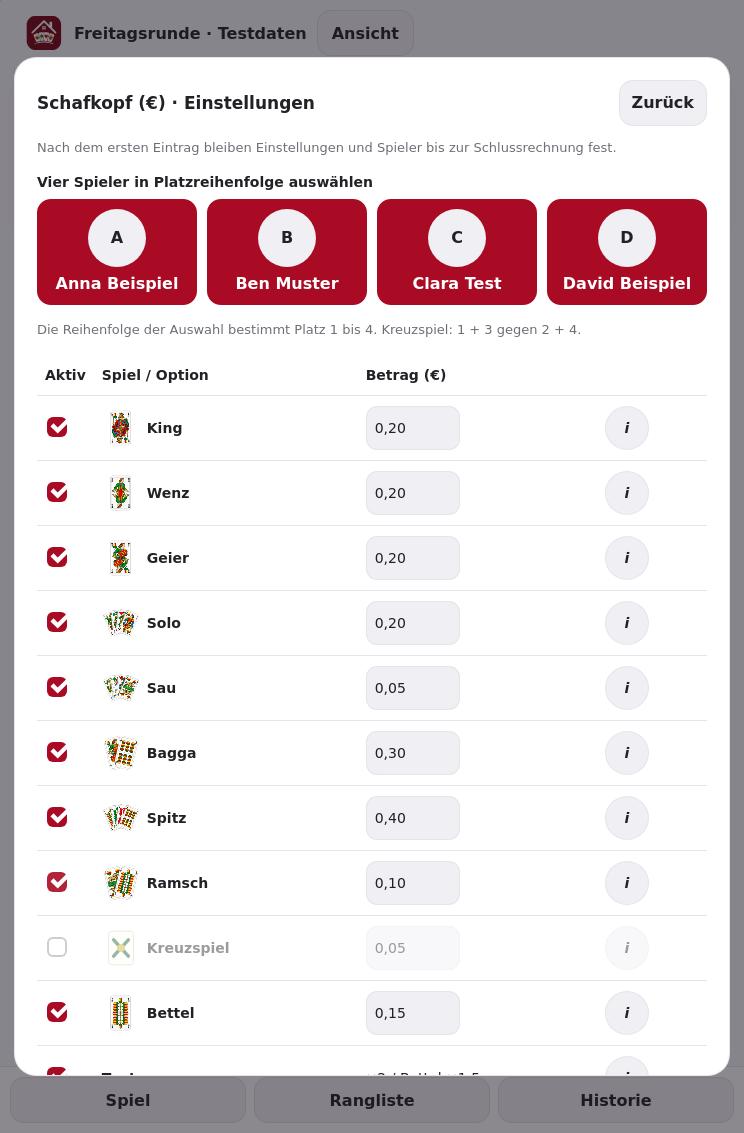 Freitagsrunde · Testdaten Ansicht
Schafkopf (€) · Einstellungen Zurück
Nach dem ersten Eintrag bleiben Einstellungen und Spieler bis zur Schlussrechnung fest.
Vier Spieler in Platzreihenfolge auswählen
A B C D
Anna Beispiel Ben Muster Clara Test David Beispiel
Die Reihenfolge der Auswahl bestimmt Platz 1 bis 4. Kreuzspiel: 1 + 3 gegen 2 + 4.
Aktiv Spiel / Option Betrag (€)
King 0,20 i
Wenz 0,20 i
Geier 0,20 i
Solo 0,20 i
Sau 0,05 i
Bagga 0,30 i
Spitz 0,40 i
Ramsch 0,10 i
Kreuzspiel 0,05 i
Bettel 0,15 i
Spiel Rangliste Historie